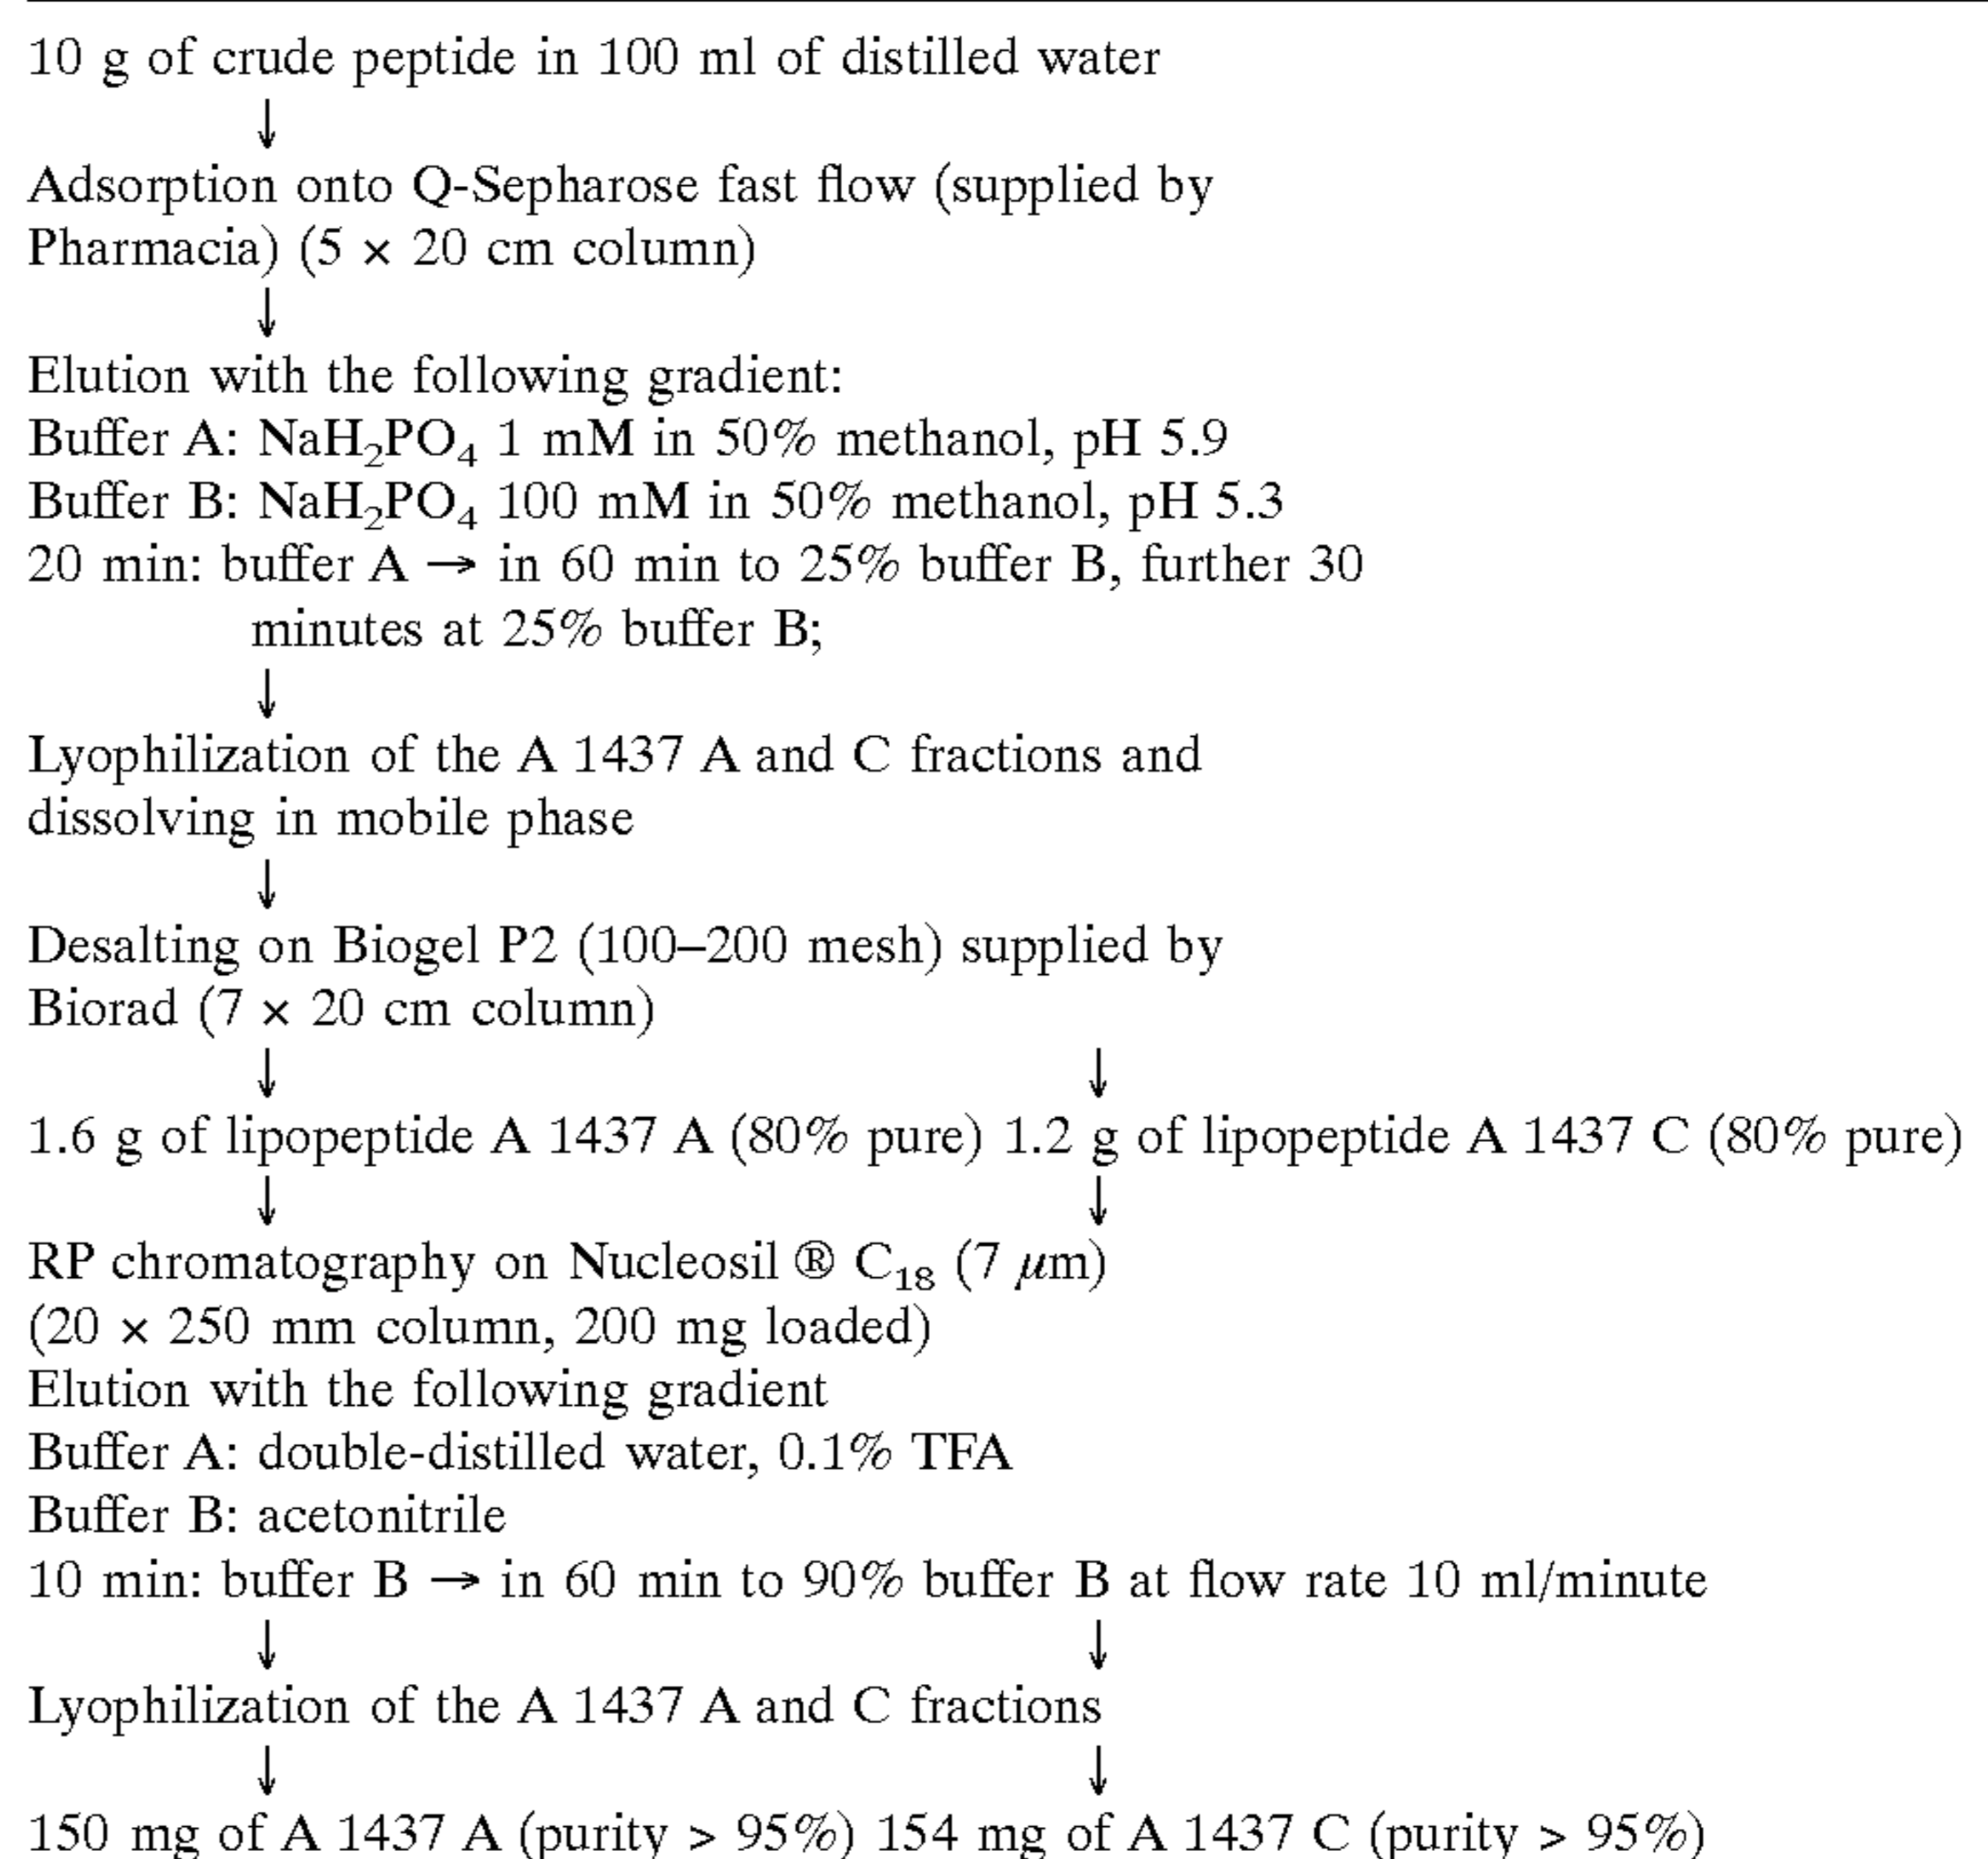 10 g of crude peptide in 100 ml of distilled water
↓
Adsorption onto Q-Sepharose fast flow (supplied by
Pharmacia) (5 × 20 cm column)
↓
Elution with the following gradient:
Buffer A: NaH₂PO₄ 1 mM in 50% methanol, pH 5.9
Buffer B: NaH₂PO₄ 100 mM in 50% methanol, pH 5.3
20 min: buffer A → in 60 min to 25% buffer B, further 30
minutes at 25% buffer B;
↓
Lyophilization of the A 1437 A and C fractions and
dissolving in mobile phase
↓
Desalting on Biogel P2 (100–200 mesh) supplied by
Biorad (7 × 20 cm column)
↓ ↓
1.6 g of lipopeptide A 1437 A (80% pure) 1.2 g of lipopeptide A 1437 C (80% pure)
↓ ↓
RP chromatography on Nucleosil ® C₁₈ (7 μm)
(20 × 250 mm column, 200 mg loaded)
Elution with the following gradient
Buffer A: double-distilled water, 0.1% TFA
Buffer B: acetonitrile
10 min: buffer B → in 60 min to 90% buffer B at flow rate 10 ml/minute
↓ ↓
Lyophilization of the A 1437 A and C fractions
↓ ↓
150 mg of A 1437 A (purity > 95%) 154 mg of A 1437 C (purity > 95%)